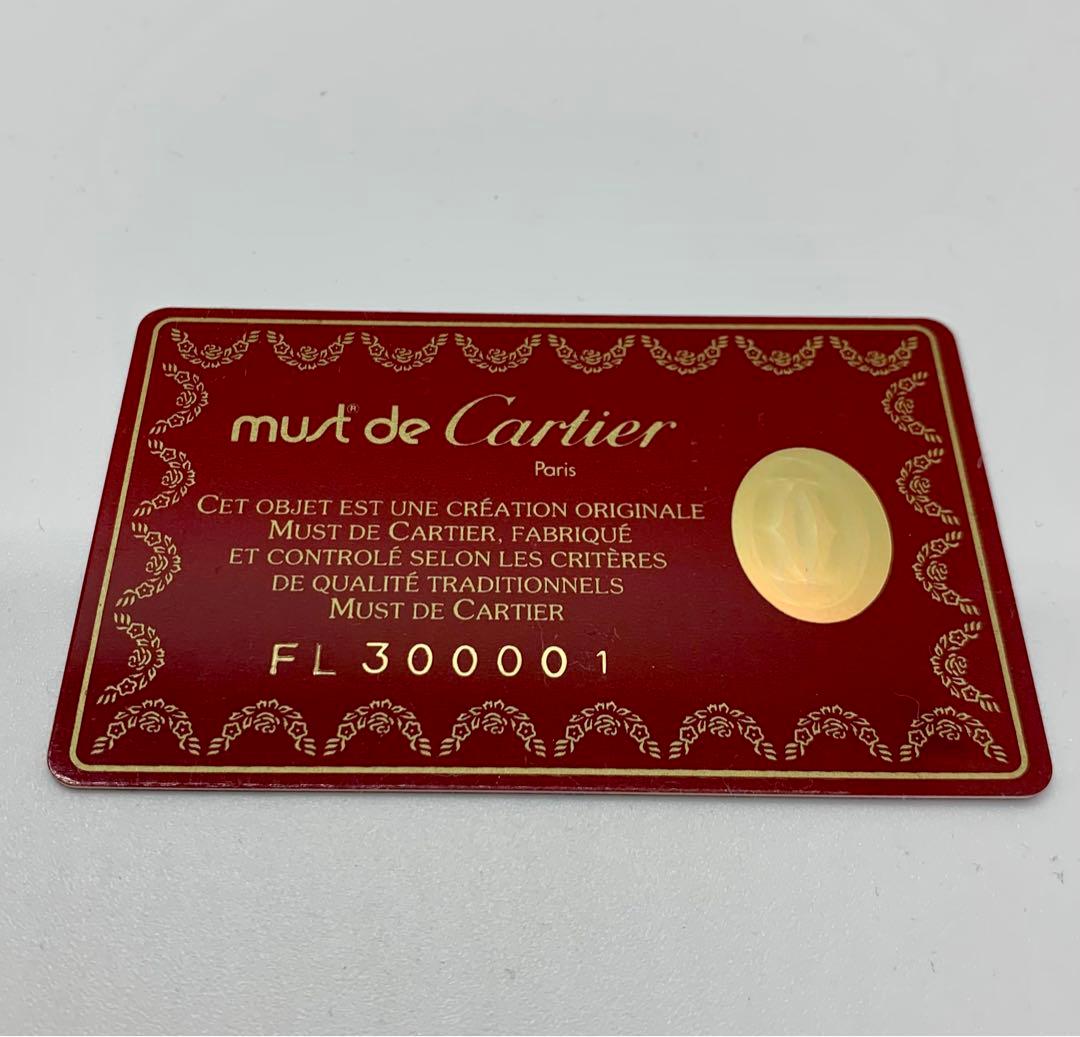 must® de Cartier
Paris
CET OBJET EST UNE CRÉATION ORIGINALE
MUST DE CARTIER, FABRIQUÉ
ET CONTROLÉ SELON LES CRITÈRES
DE QUALITÉ TRADITIONNELS
MUST DE CARTIER
FL 300001